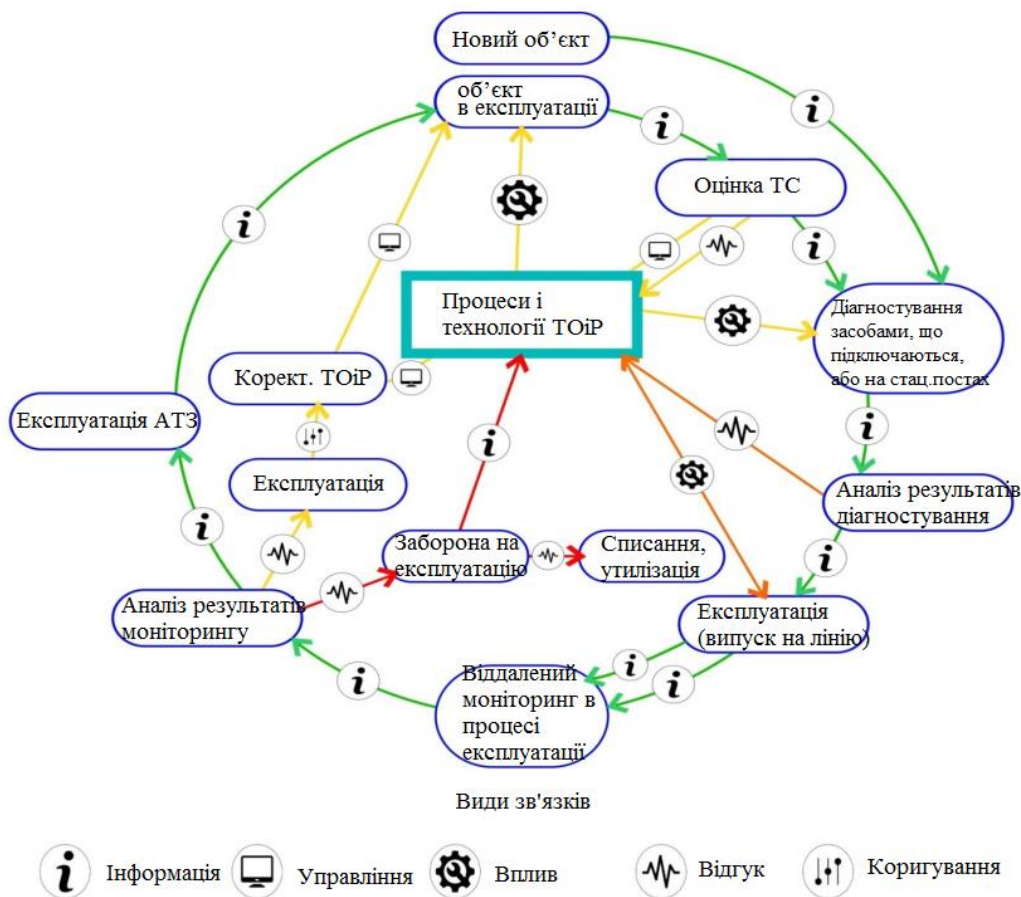 Новий об’єкт
об’єкт
в експлуатації
Оцінка ТС
Процеси і
технології ТОіР
Діагностування
засобами, що
підключаються,
або на стац.постах
Корект. ТОіР
Експлуатація АТЗ
Експлуатація
Аналіз результатів
діагностування
Заборона на
експлуатацію
Списання,
утилізація
Аналіз результатів
моніторингу
Експлуатація
(випуск на лінію)
Віддалений
моніторинг в
процесі
експлуатації
Види зв'язків
Інформація
Управління
Вплив
Відгук
Коригування